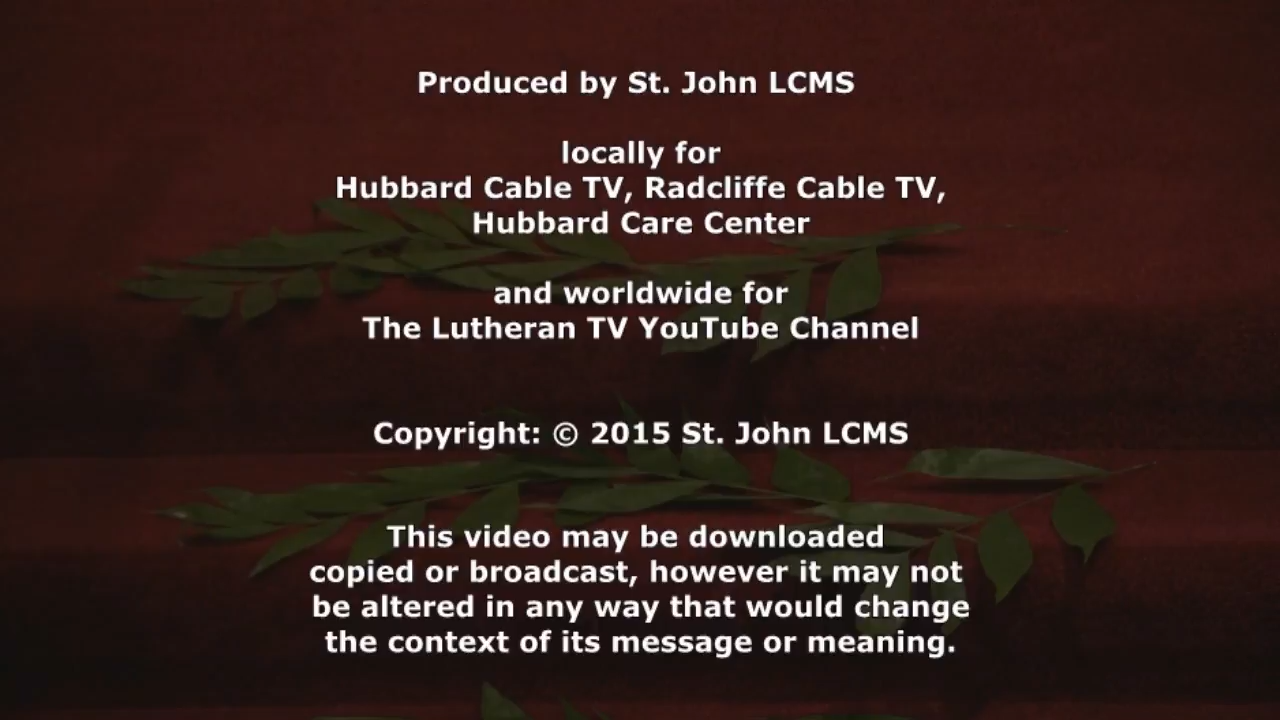 Produced by St. John LCMS
locally for
Hubbard Cable TV, Radcliffe Cable TV,
Hubbard Care Center
and worldwide for
The Lutheran TV YouTube Channel
Copyright: © 2015 St. John LCMS
This video may be downloaded
copied or broadcast, however it may not
be altered in any way that would change
the context of its message or meaning.